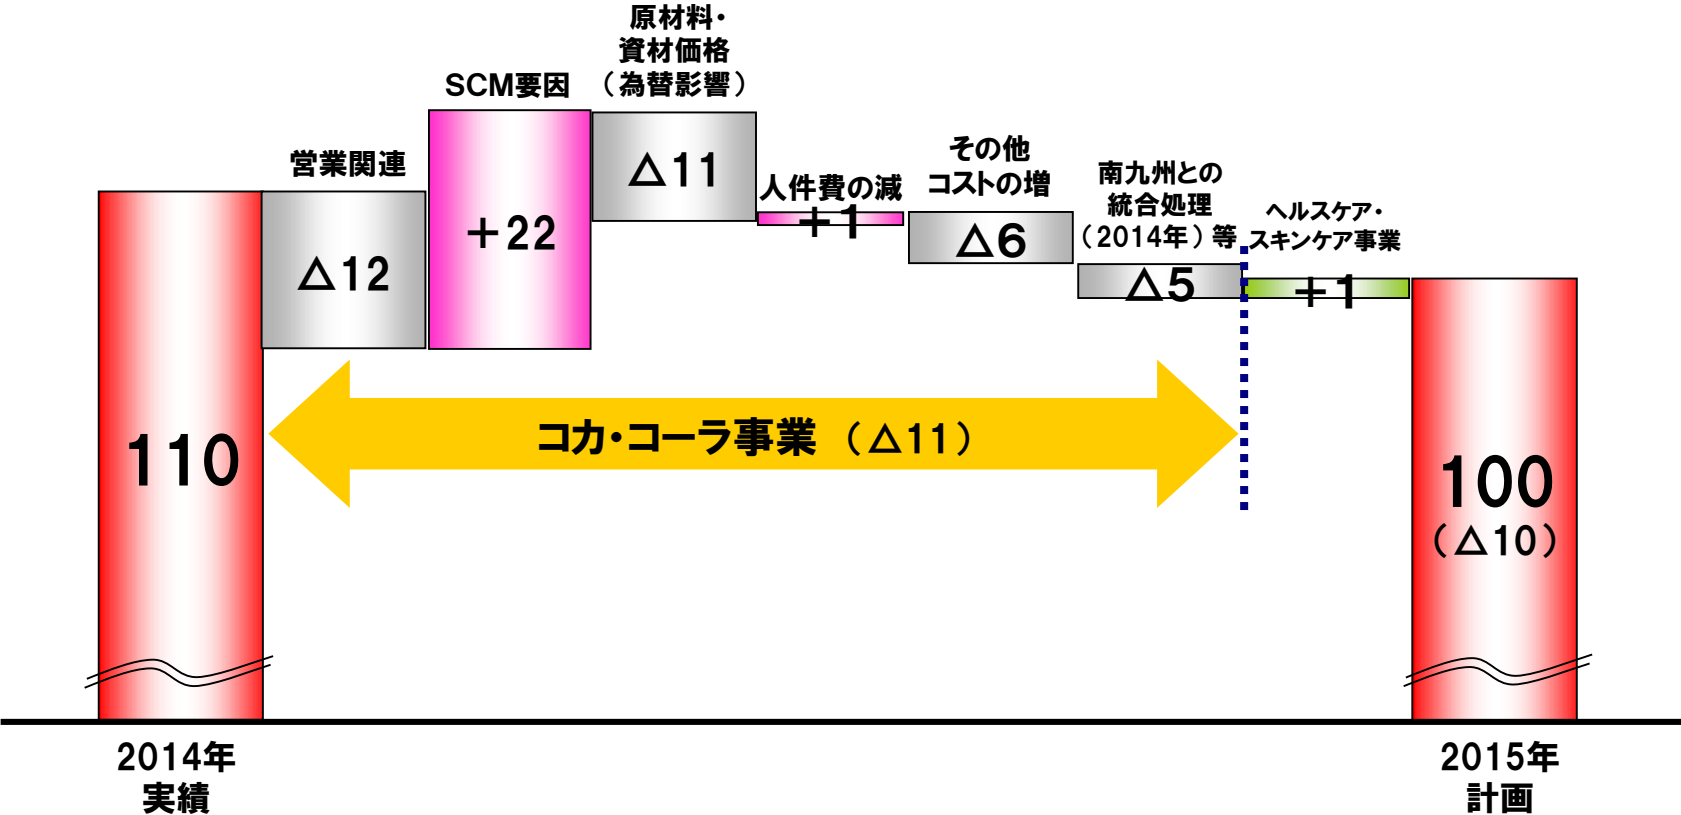 原材料・
資材価格
（為替影響）
SCM要因
営業関連
△11
その他
コストの増
人件費の減
南九州との
統合処理
（2014年）等
ヘルスケア・
スキンケア事業
＋22
＋1
△6
△12
△5
＋1
コカ・コーラ事業 （△11）
110
100
（△10）
2014年
実績
2015年
計画